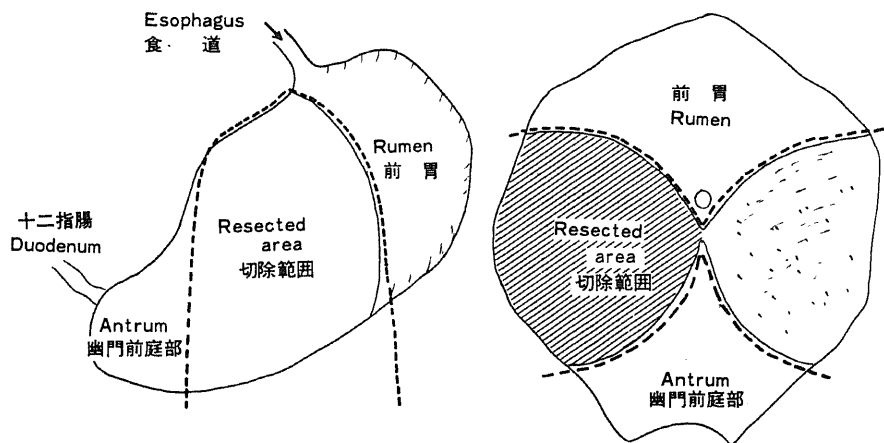 Esophagus
食 道
Rumen
前 胃
Resected
area
切除範囲
十二指腸
Duodenum
Antrum
幽門前庭部
前 胃
Rumen
Resected
area
切除範囲
Antrum
幽門前庭部